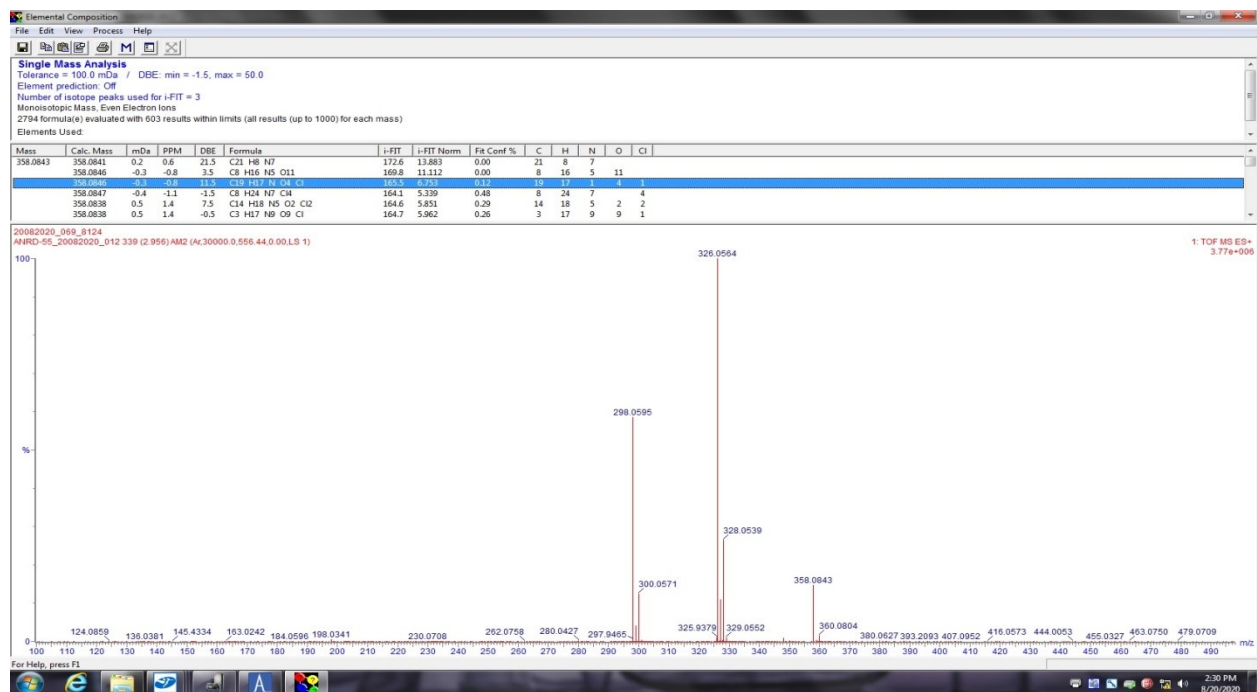 Elemental Composition
File Edit View Process Help
Single Mass Analysis
Tolerance = 100.0 mDa / DBE: min = -1.5, max = 50.0
Element prediction: Off
Number of isotope peaks used for i-FIT = 3
Monoisotopic Mass, Even Electron Ions
2794 formula(e) evaluated with 603 results within limits (all results (up to 1000) for each mass)
Elements Used:
Mass Calc. Mass mDa PPM DBE Formula i-FIT i-FIT Norm Fit Conf % C H N O Cl
358.0843 358.0841 0.2 0.6 21.5 C21 H8 N7 172.6 13.883 0.00 21 8 7
358.0846 -0.3 -0.8 3.5 C8 H16 N5 O11 169.8 11.112 0.00 8 16 5 11
358.0846 -0.3 -0.8 11.5 C19 H17 N O4 Cl 165.5 6.753 0.12 19 17 1 4 1
358.0847 -0.4 -1.1 -1.5 C8 H24 N7 Cl4 164.1 5.339 0.48 8 24 7 4
358.0838 0.5 1.4 7.5 C14 H18 N5 O2 Cl2 164.6 5.851 0.29 14 18 5 2 2
358.0838 0.5 1.4 -0.5 C3 H17 N9 O9 Cl 164.7 5.962 0.26 3 17 9 9 1
20082020_069_8124
ANRD-55_20082020_012 339 (2.956) AM2 (Ar,30000.0,556.44,0.00,LS 1)
1: TOF MS ES+
3.77e+006
100
%
0
326.0564
298.0595
328.0539
300.0571
358.0843
124.0859 136.0381 145.4334 163.0242 184.0596 198.0341 230.0708 262.0758 280.0427 297.9465 325.9379 329.0552 360.0804 380.0627 393.2093 407.0952 416.0573 444.0053 455.0327 463.0750 479.0709
100 110 120 130 140 150 160 170 180 190 200 210 220 230 240 250 260 270 280 290 300 310 320 330 340 350 360 370 380 390 400 410 420 430 440 450 460 470 480 490 m/z
For Help, press F1
2:30 PM
8/20/2020